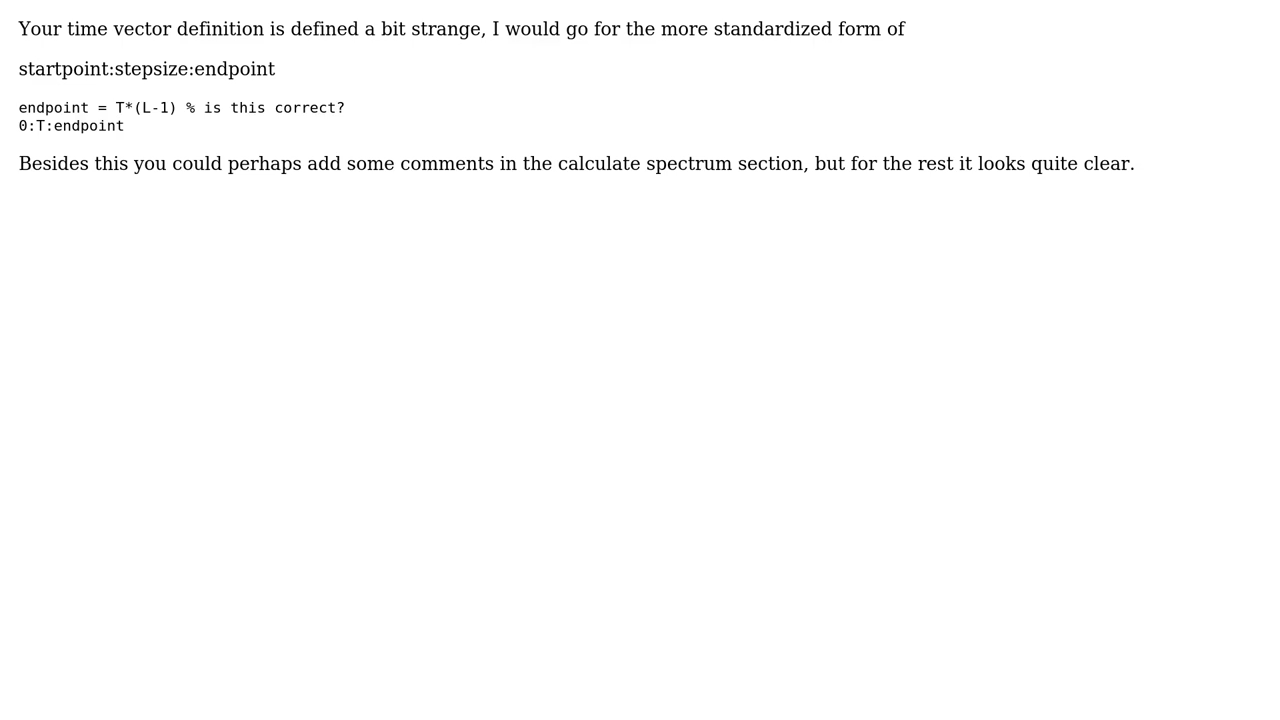 Your time vector definition is defined a bit strange, I would go for the more standardized form of
startpoint:stepsize:endpoint
endpoint = T*(L-1) % is this correct?
0:T:endpoint
Besides this you could perhaps add some comments in the calculate spectrum section, but for the rest it looks quite clear.